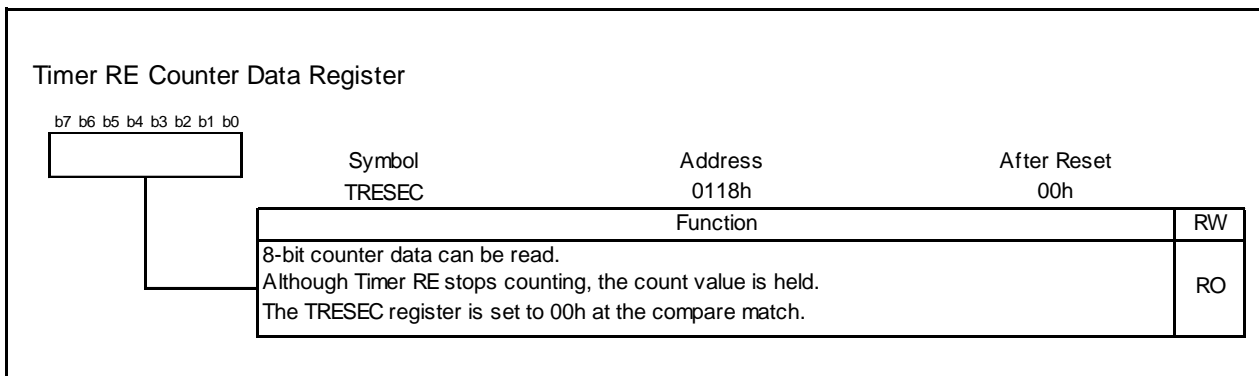 Timer RE Counter Data Register
b7 b6 b5 b4 b3 b2 b1 b0
Symbol Address After Reset
TRESEC 0118h 00h
Function RW
8-bit counter data can be read.
Although Timer RE stops counting, the count value is held.
The TRESEC register is set to 00h at the compare match.
RO